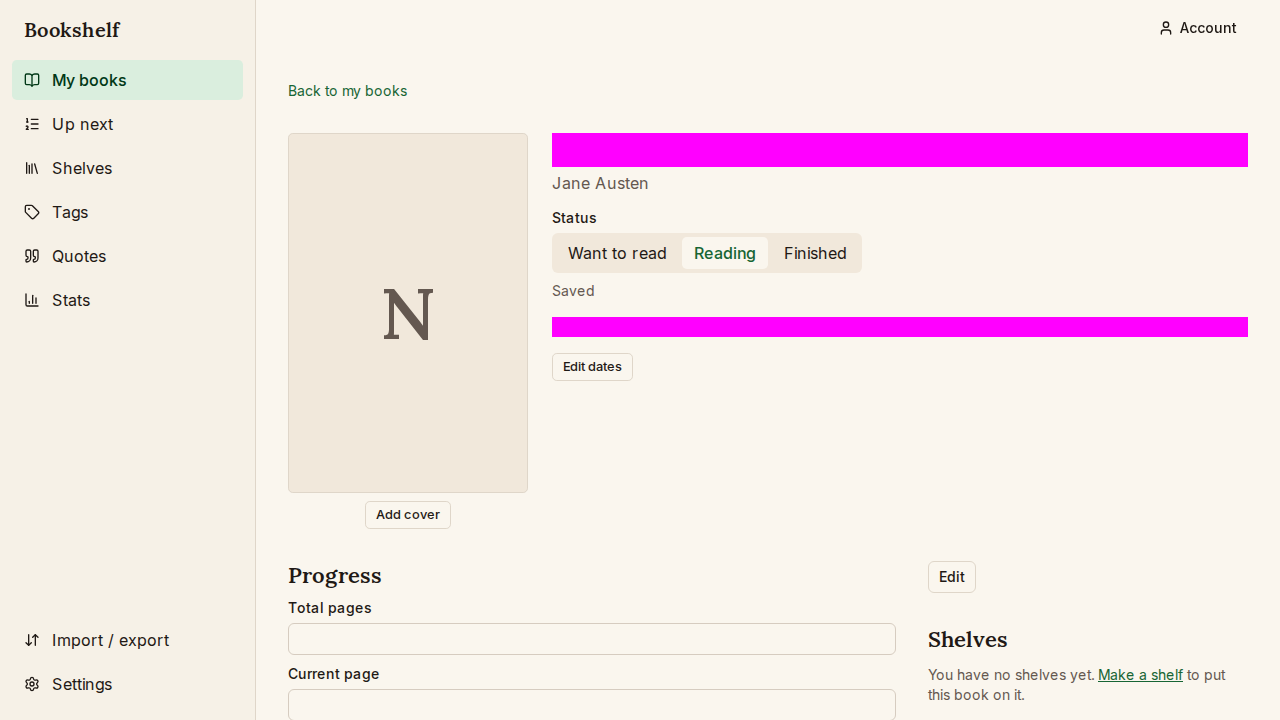 Bookshelf
My books
Up next
Shelves
Tags
Quotes
Stats
Import / export
Settings
Account
Back to my books
N
Add cover
Jane Austen
Status
Want to read
Reading
Finished
Saved
Edit dates
Progress
Total pages
Current page
Edit
Shelves
You have no shelves yet. Make a shelf to put
this book on it.